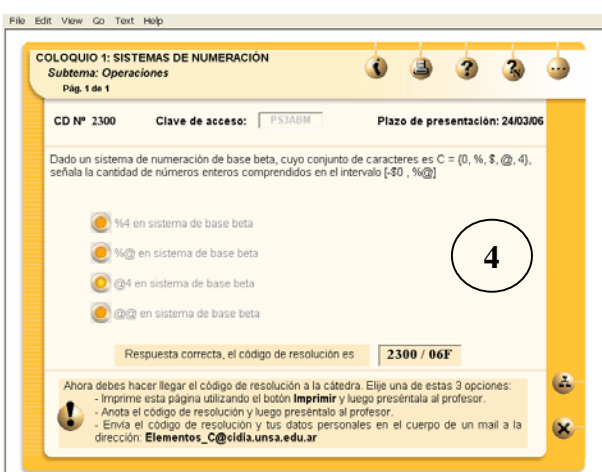 File Edit View Go Text Help
COLOQUIO 1: SISTEMAS DE NUMERACIÓN
Subtema: Operaciones
Pág. 1 de 1
CD Nº 2300 Clave de acceso: PS3ABM Plazo de presentación: 24/03/06
Dado un sistema de numeración de base beta, cuyo conjunto de caracteres es C = {0, %, $, @, 4},
señala la cantidad de números enteros comprendidos en el intervalo [-$0 , %@]
%4 en sistema de base beta
%@ en sistema de base beta
@4 en sistema de base beta
@@ en sistema de base beta
4
Respuesta correcta, el código de resolución es 2300 / 06F
Ahora debes hacer llegar el código de resolución a la cátedra. Elije una de estas 3 opciones:
- Imprime esta página utilizando el botón Imprimir y luego preséntala al profesor.
- Anota el código de resolución y luego preséntalo al profesor.
- Envía el código de resolución y tus datos personales en el cuerpo de un mail a la
dirección: Elementos_C@cidia.unsa.edu.ar